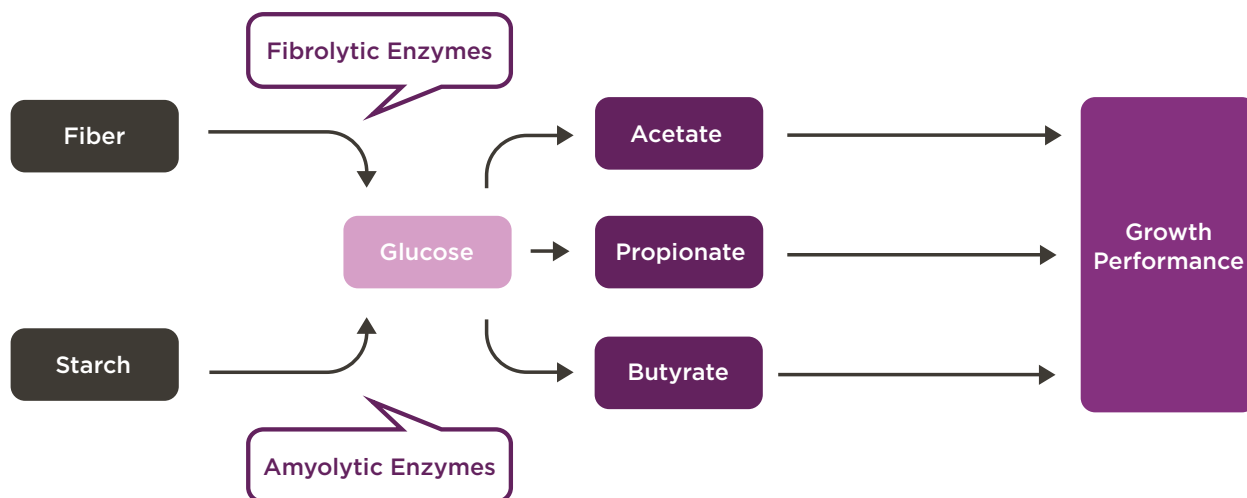 Fibrolytic Enzymes
Fiber
Acetate
Glucose
Propionate
Growth
Performance
Starch
Butyrate
Amyolytic Enzymes